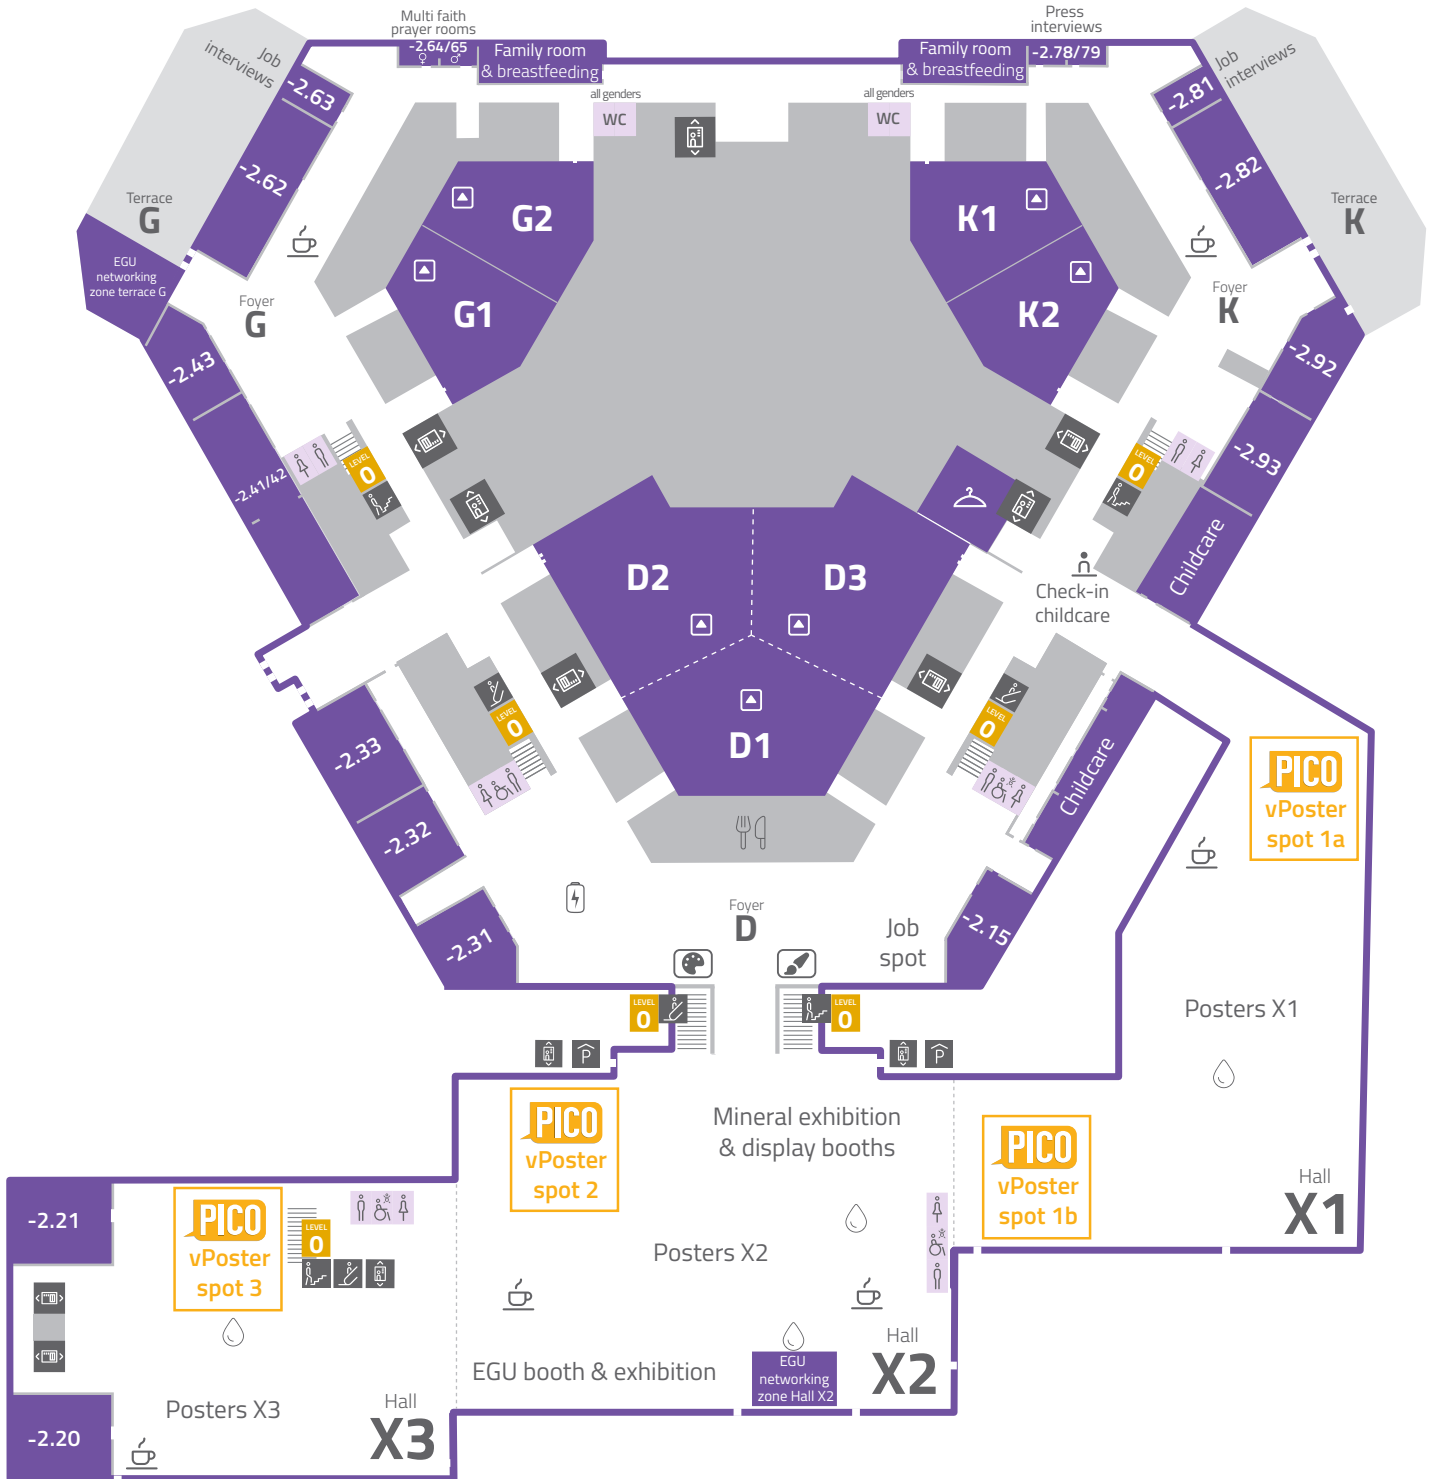 Multi faith
prayer rooms
-2.64/65
Family room
& breastfeeding
Press
interviews
Family room
& breastfeeding
-2.78/79
Job
interviews
-2.63
all genders
WC
all genders
WC
-2.81
Job
interviews
-2.62
-2.82
Terrace
G
G2
K1
Terrace
K
EGU
networking
zone terrace G
Foyer
G
G1
K2
Foyer
K
-2.43
-2.92
-2.41/42
LEVEL
0
LEVEL
0
-2.93
D2
D3
Childcare
Check-in
childcare
LEVEL
0
LEVEL
0
-2.33
D1
Childcare
PICO
vPoster
spot 1a
-2.32
Foyer
D
-2.31
Job
spot
-2.15
LEVEL
0
LEVEL
0
Posters X1
P
P
PICO
vPoster
spot 2
Mineral exhibition
& display booths
PICO
vPoster
spot 1b
Hall
X1
-2.21
PICO
vPoster
spot 3
LEVEL
0
Posters X2
Hall
X2
EGU booth & exhibition
EGU
networking
zone Hall X2
Posters X3
Hall
X3
-2.20